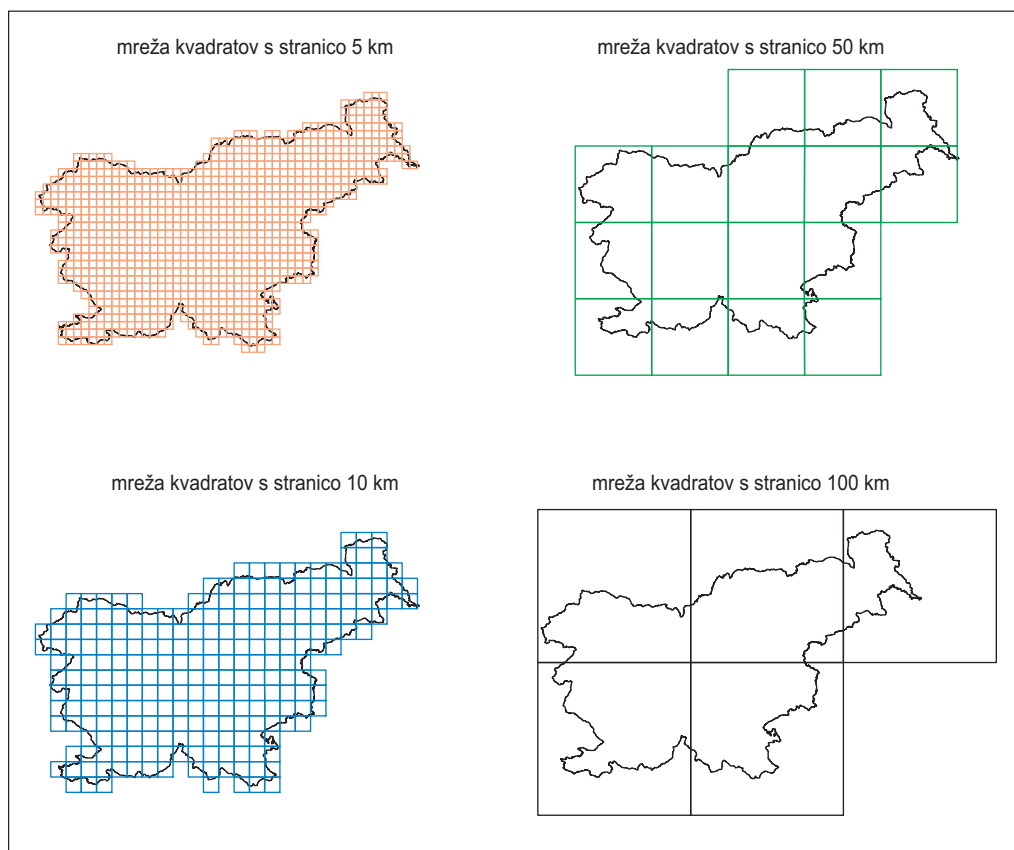 mreža kvadratov s stranico 5 km
mreža kvadratov s stranico 50 km
mreža kvadratov s stranico 10 km
mreža kvadratov s stranico 100 km